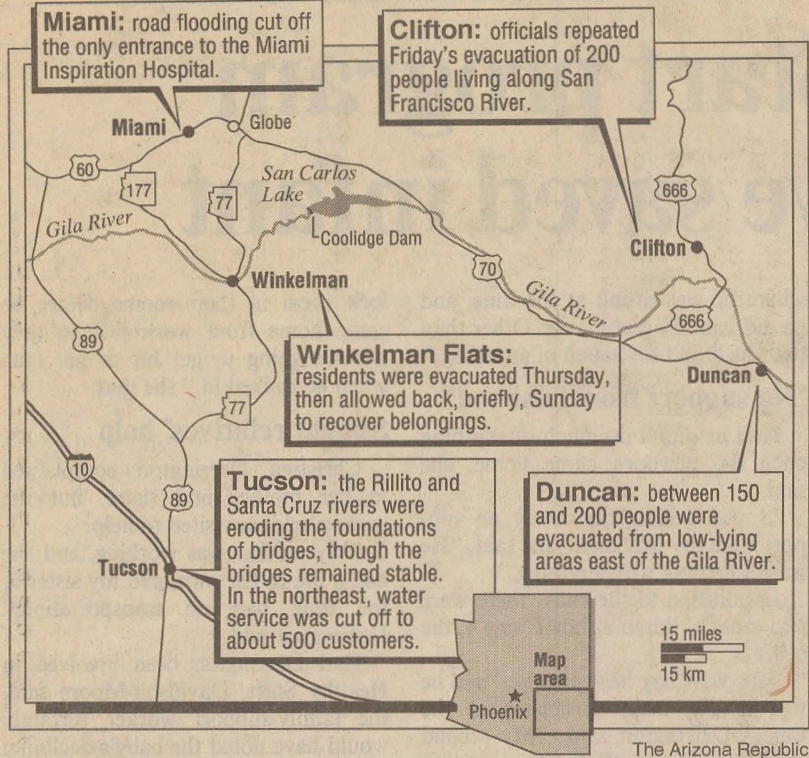 Miami: road flooding cut off
the only entrance to the Miami
Inspiration Hospital.
Clifton: officials repeated
Friday's evacuation of 200
people living along San
Francisco River.
Miami
Globe
60
177
77
San Carlos
Lake
666
Gila River
Coolidge Dam
Clifton
Winkelman
70
Gila River
666
89
Winkelman Flats:
residents were evacuated Thursday,
then allowed back, briefly, Sunday
to recover belongings.
Duncan
77
10
89
Tucson: the Rillito and
Santa Cruz rivers were
eroding the foundations
of bridges, though the
bridges remained stable.
In the northeast, water
service was cut off to
about 500 customers.
Duncan: between 150
and 200 people were
evacuated from low-lying
areas east of the Gila River.
Tucson
15 miles
15 km
Map
area
Phoenix
The Arizona Republic